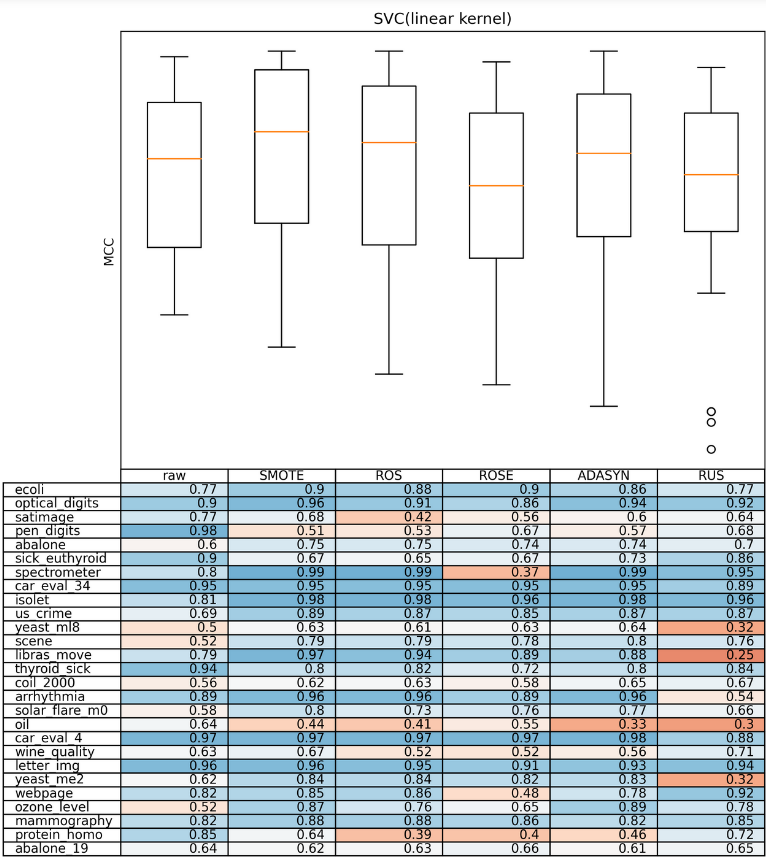 SVC(linear kernel)
MCC
raw SMOTE ROS ROSE ADASYN RUS
ecoli 0.77 0.9 0.88 0.9 0.86 0.77
optical_digits 0.9 0.96 0.91 0.86 0.94 0.92
satimage 0.77 0.68 0.42 0.56 0.6 0.64
pen_digits 0.98 0.51 0.53 0.67 0.57 0.68
abalone 0.6 0.75 0.75 0.74 0.74 0.7
sick_euthyroid 0.9 0.67 0.65 0.67 0.73 0.86
spectrometer 0.8 0.99 0.99 0.37 0.99 0.95
car_eval_34 0.95 0.95 0.95 0.95 0.95 0.89
isolet 0.81 0.98 0.98 0.96 0.98 0.96
us_crime 0.69 0.89 0.87 0.85 0.87 0.87
yeast_ml8 0.5 0.63 0.61 0.63 0.64 0.32
scene 0.52 0.79 0.79 0.78 0.8 0.76
libras_move 0.79 0.97 0.94 0.89 0.88 0.25
thyroid_sick 0.94 0.8 0.82 0.72 0.8 0.84
coil_2000 0.56 0.62 0.63 0.58 0.65 0.67
arrhythmia 0.89 0.96 0.96 0.89 0.96 0.54
solar_flare_m0 0.58 0.8 0.73 0.76 0.77 0.66
oil 0.64 0.44 0.41 0.55 0.33 0.3
car_eval_4 0.97 0.97 0.97 0.97 0.98 0.88
wine_quality 0.63 0.67 0.52 0.52 0.56 0.71
letter_img 0.96 0.96 0.95 0.91 0.93 0.94
yeast_me2 0.62 0.84 0.84 0.82 0.83 0.32
webpage 0.82 0.85 0.86 0.48 0.78 0.92
ozone_level 0.52 0.87 0.76 0.65 0.89 0.78
mammography 0.82 0.88 0.88 0.86 0.82 0.85
protein_homo 0.85 0.64 0.39 0.4 0.46 0.72
abalone_19 0.64 0.62 0.63 0.66 0.61 0.65